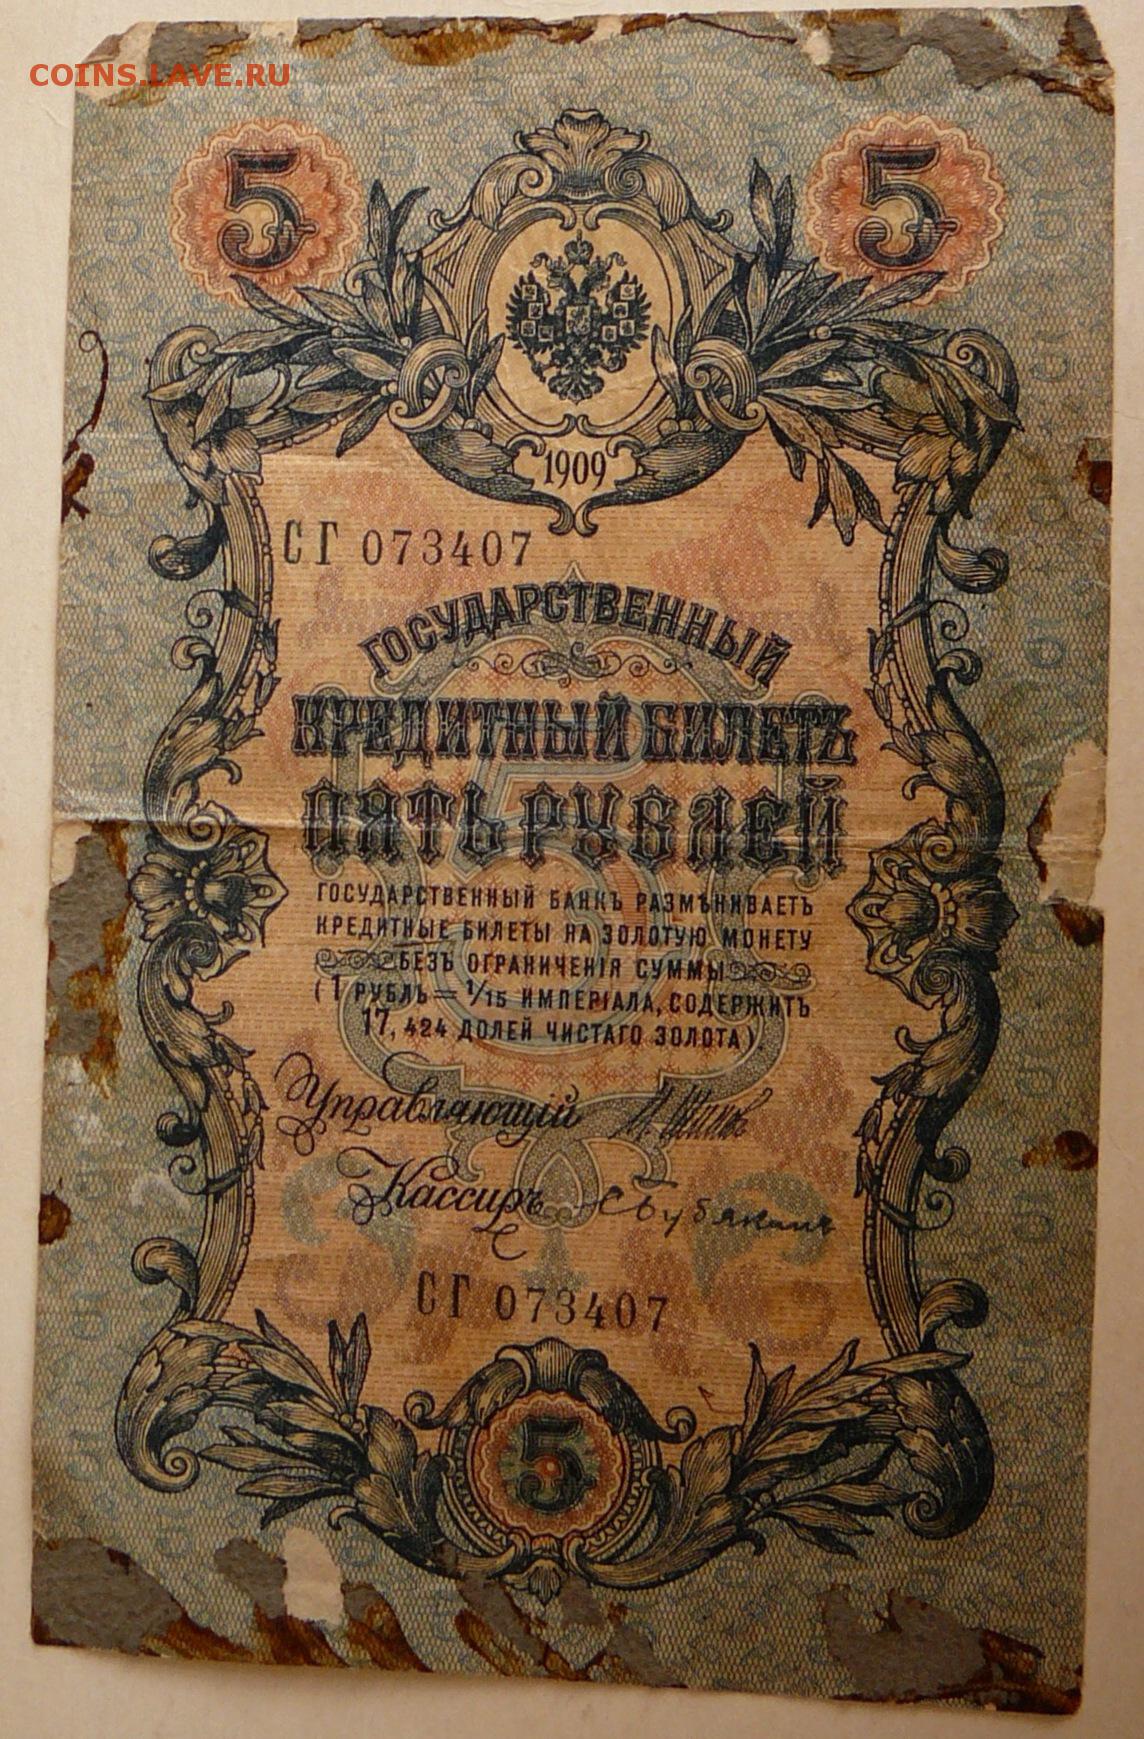 COINS.LAVE.RU
5 5
1909
СГ 073407
ГОСУДАРСТВЕННЫЙ
КРЕДИТНЫЙ БИЛЕТЪ
ПЯТЬ РУБЛЕЙ
ГОСУДАРСТВЕННЫЙ БАНКЪ РАЗМѢНИВАЕТЪ
КРЕДИТНЫЕ БИЛЕТЫ НА ЗОЛОТУЮ МОНЕТУ
БЕЗЪ ОГРАНИЧЕНІЯ СУММЫ
(1 РУБЛЬ = 1/15 ИМПЕРІАЛА, СОДЕРЖИТЪ
17,424 ДОЛЕЙ ЧИСТАГО ЗОЛОТА).
Управляющій И. Шипов
Кассиръ
СГ 073407
5